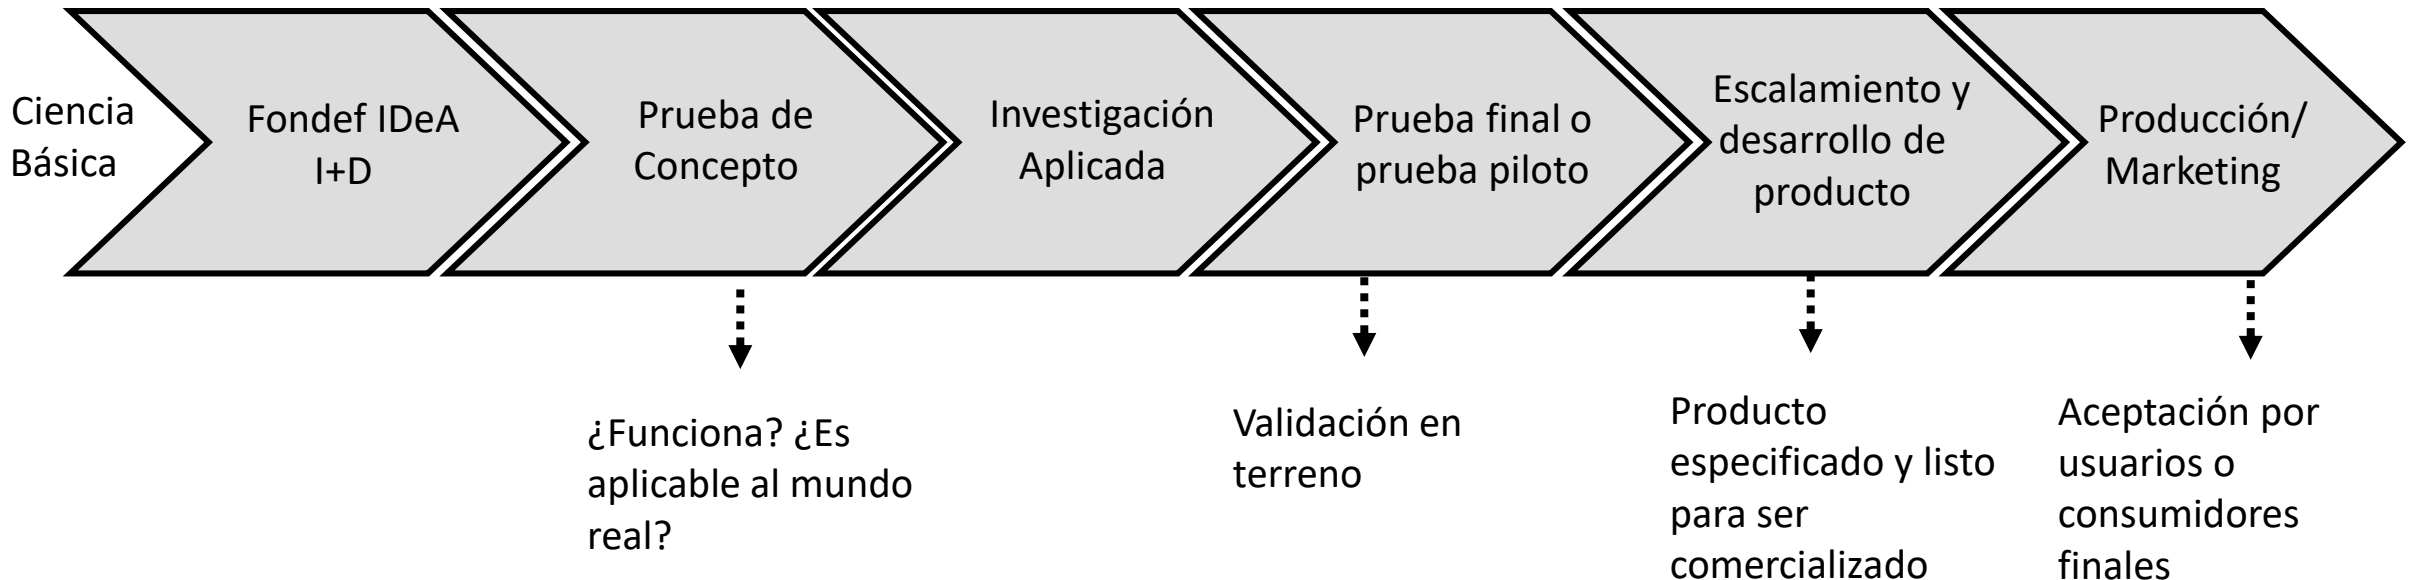 Ciencia
Básica
Fondef IDeA
I+D
Prueba de
Concepto
Investigación
Aplicada
Prueba final o
prueba piloto
Escalamiento y
desarrollo de
producto
Producción/
Marketing
¿Funciona? ¿Es
aplicable al mundo
real?
Validación en
terreno
Producto
especificado y listo
para ser
comercializado
Aceptación por
usuarios o
consumidores
finales